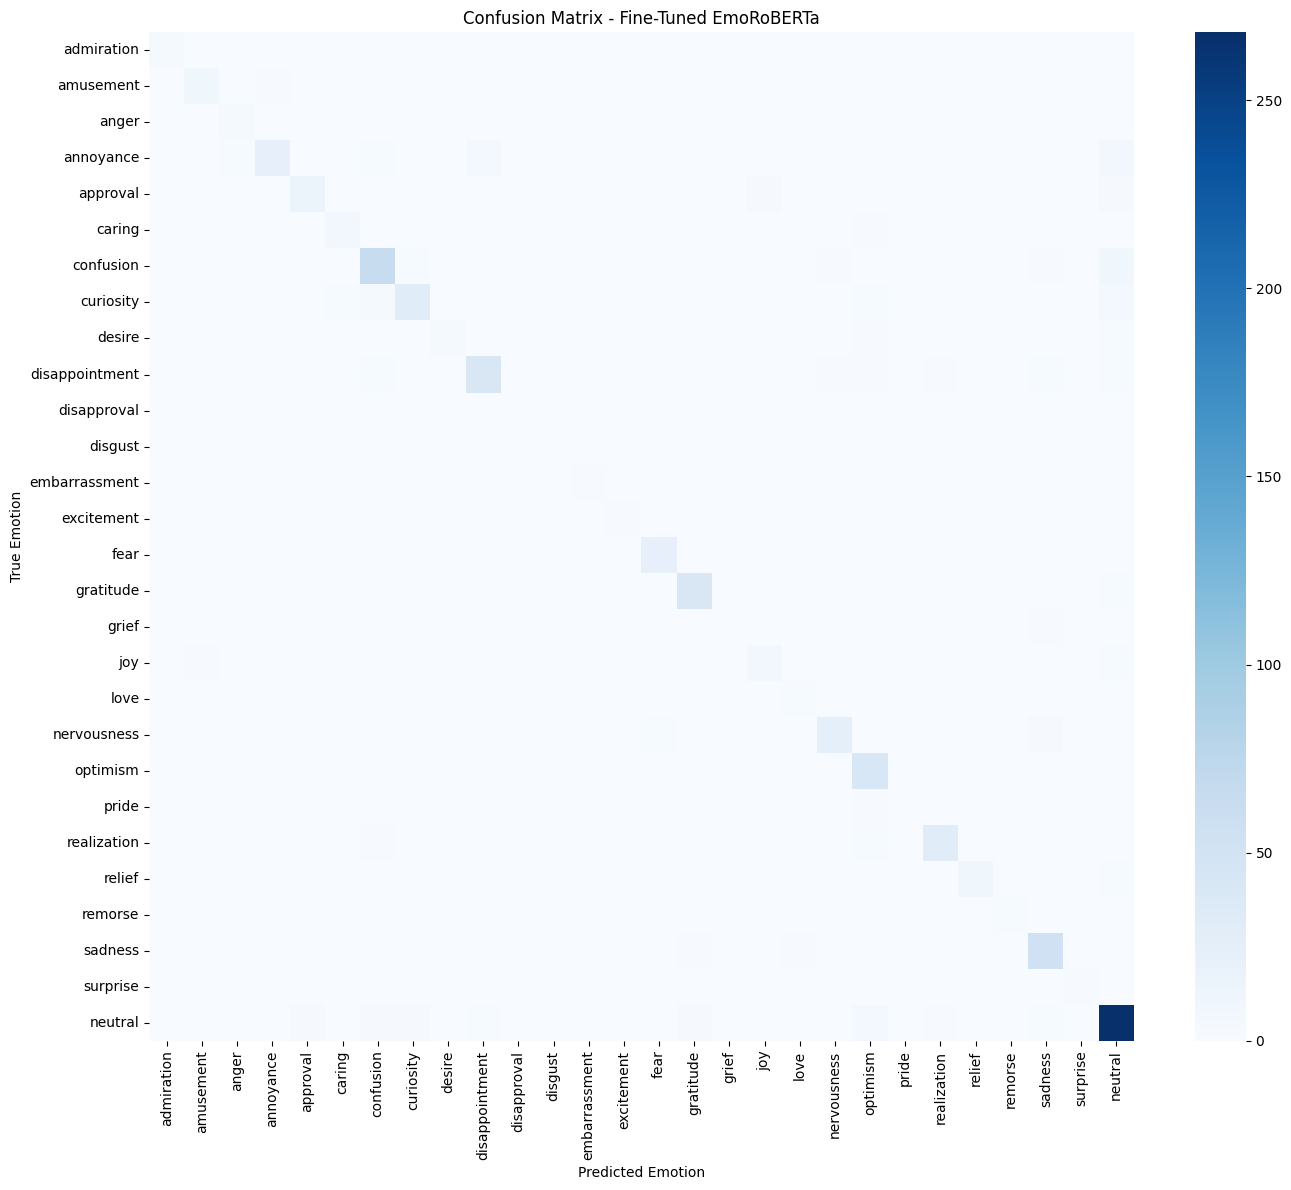 Confusion Matrix - Fine-Tuned EmoRoBERTa
True Emotion
admiration
amusement
anger
annoyance
approval
caring
confusion
curiosity
desire
disappointment
disapproval
disgust
embarrassment
excitement
fear
gratitude
grief
joy
love
nervousness
optimism
pride
realization
relief
remorse
sadness
surprise
neutral
admiration
amusement
anger
annoyance
approval
caring
confusion
curiosity
desire
disappointment
disapproval
disgust
embarrassment
excitement
fear
gratitude
grief
joy
love
nervousness
optimism
pride
realization
relief
remorse
sadness
surprise
neutral
Predicted Emotion
250
200
150
100
50
0